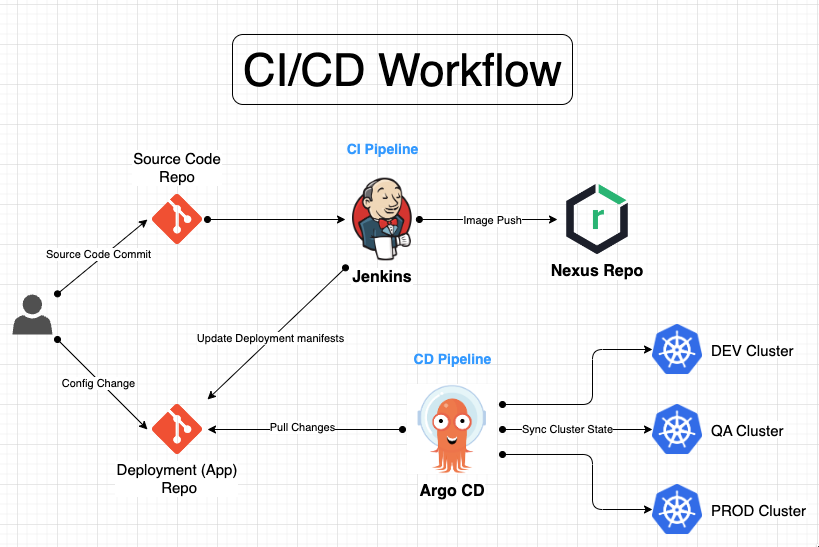 CI/CD Workflow
CI Pipeline
Source Code
Repo
Source Code Commit
Image Push
r
Jenkins
Nexus Repo
Update Deployment manifests
Config Change
CD Pipeline
DEV Cluster
Pull Changes
Sync Cluster State
QA Cluster
Deployment (App)
Repo
Argo CD
PROD Cluster